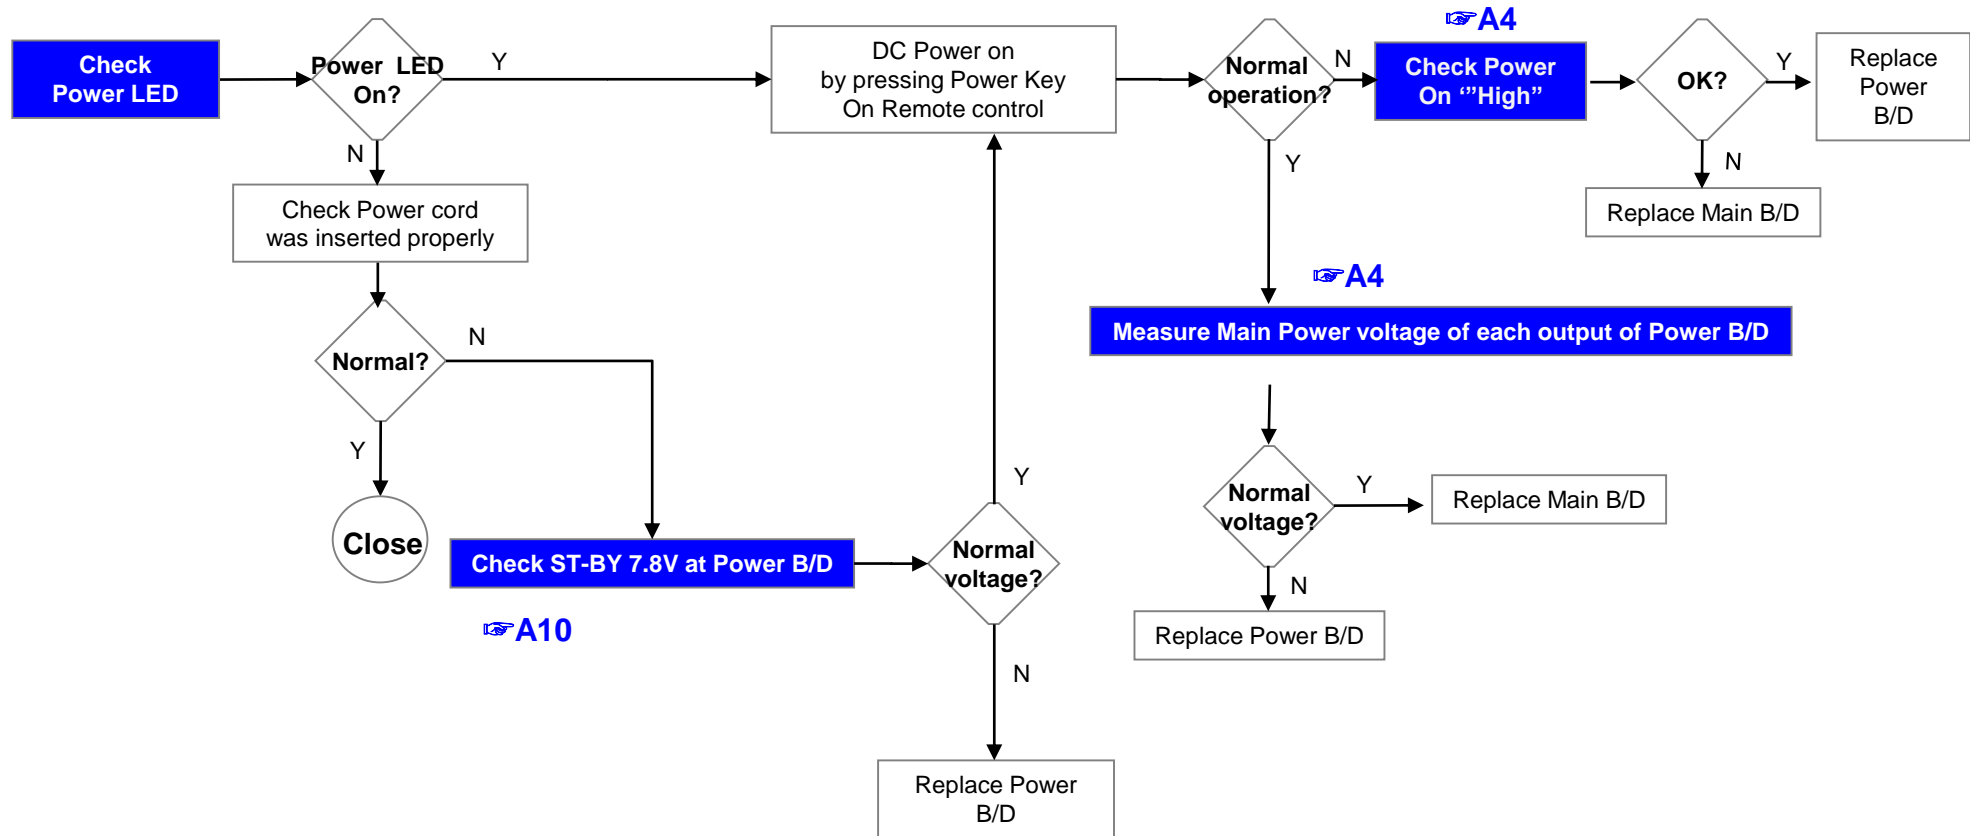 ☞A4
Check
Power LED
Power LED
On?
Y
DC Power on
by pressing Power Key
On Remote control
Normal
operation?
N
Check Power
On ‘”High”
OK?
Y
Replace
Power
B/D
N
Y
N
Check Power cord
was inserted properly
Replace Main B/D
☞A4
Measure Main Power voltage of each output of Power B/D
Normal?
N
Y
Close
Check ST-BY 7.8V at Power B/D
☞A10
Y
Normal
voltage?
N
Replace Power
B/D
Normal
voltage?
Y
Replace Main B/D
N
Replace Power B/D